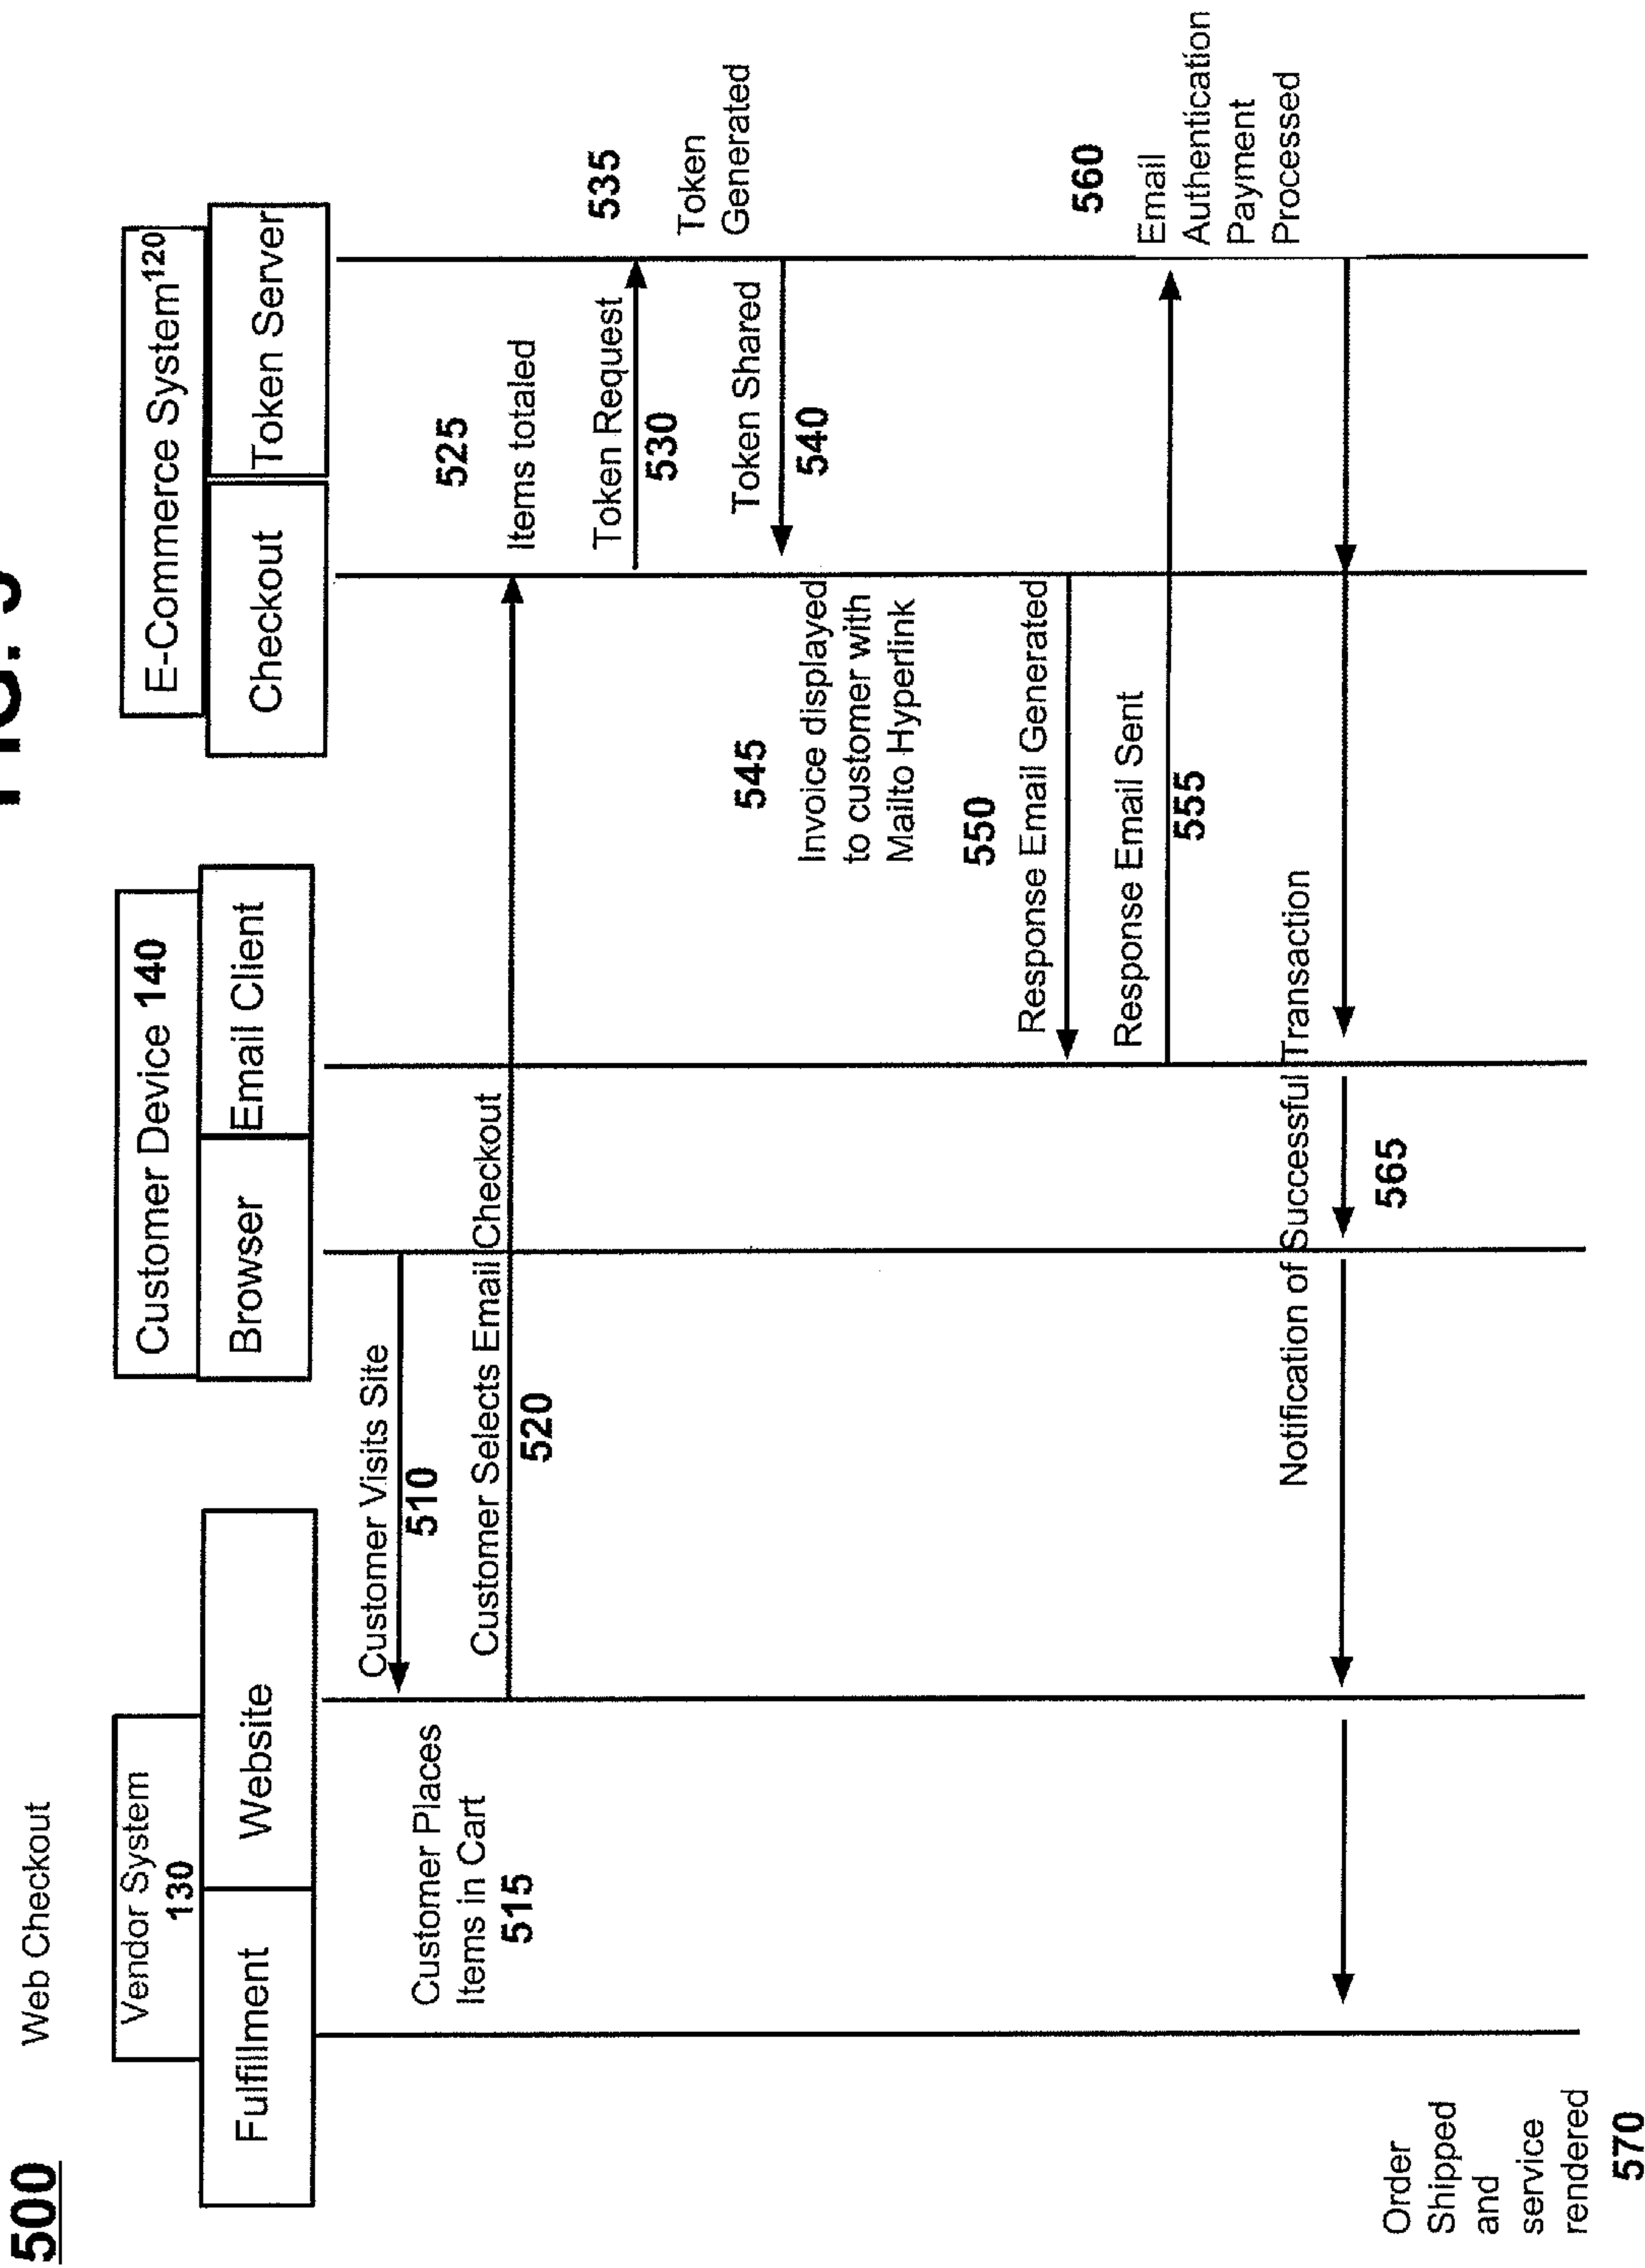 500
Web Checkout
Vendor System
130
Customer Device 140
E-Commerce System120
Fulfillment
Website
Browser
Email Client
Checkout
Token Server
Customer Visits Site
510
Customer Places
Items in Cart
515
Customer Selects Email Checkout
520
525
Items totaled
Token Request
530
535
Token
Generated
Token Shared
540
545
Invoice displayed
to customer with
Mailto Hyperlink
550
Response Email Generated
Response Email Sent
555
560
Email
Authentication
Payment
Processed
Notification of Successful Transaction
565
Order
Shipped
and
service
rendered
570